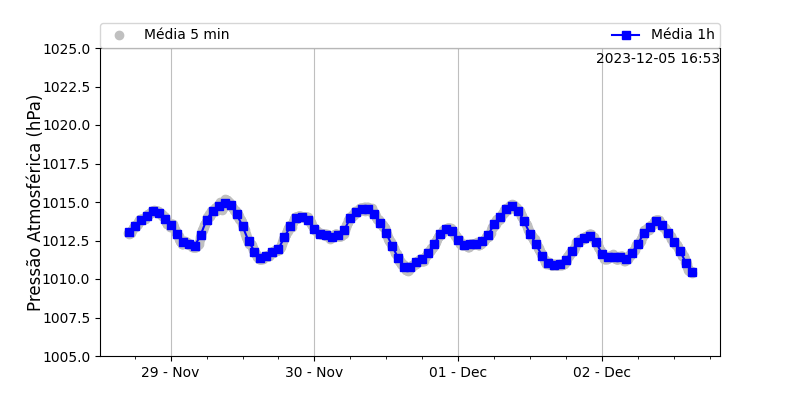 Média 5 min
Média 1h
2023-12-05 16:53
Pressão Atmosférica (hPa)
1025.0
1022.5
1020.0
1017.5
1015.0
1012.5
1010.0
1007.5
1005.0
29 - Nov
30 - Nov
01 - Dec
02 - Dec